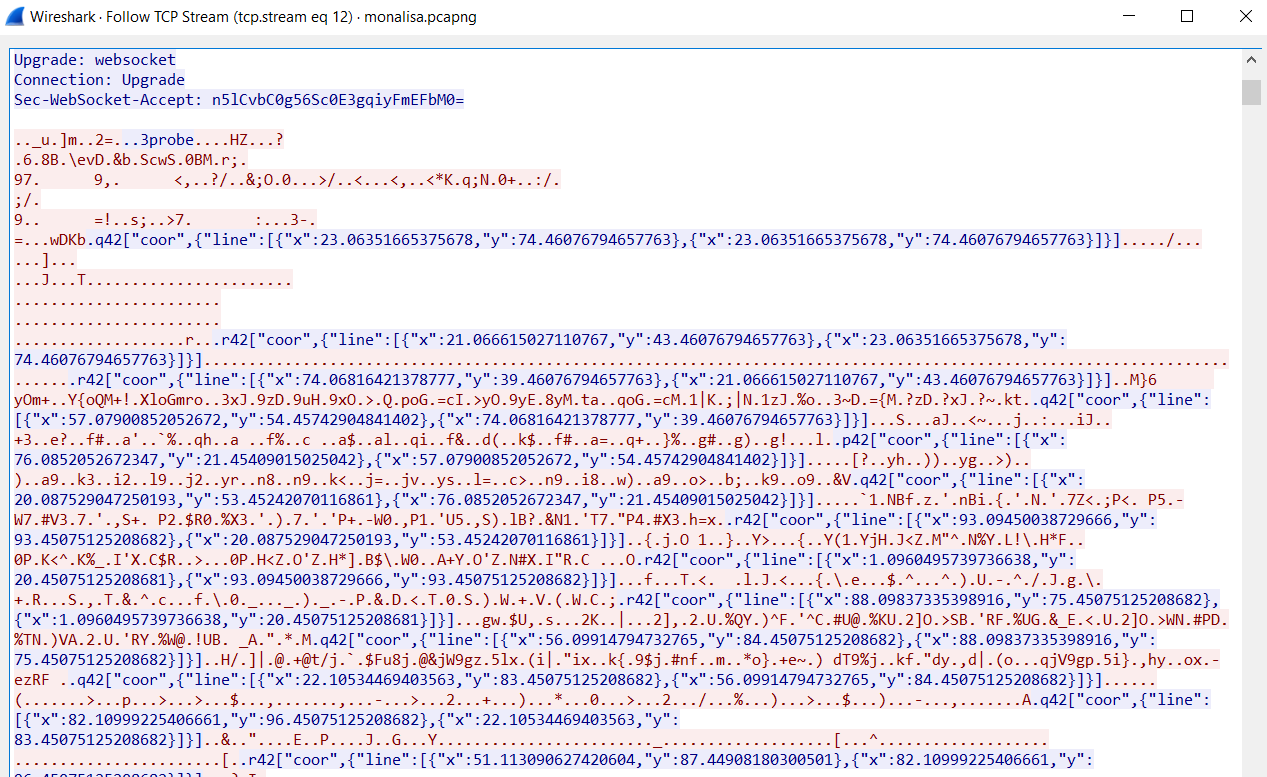 Wireshark · Follow TCP Stream (tcp.stream eq 12) · monalisa.pcapng
Upgrade: websocket
Connection: Upgrade
Sec-WebSocket-Accept: n5lCvbC0g56Sc0E3gqiyFmEFbM0=
.._u.]m..2=...3probe....HZ...?
.6.8B.\evD.&b.ScwS.0BM.r;.
97.      9,.      <,..?/..&;O.0...>/..<...<,..<*K.q;N.0+..:/.
;/.
9..      =!..s;..>7.       :...3-.
=...wDKb.q42["coor",{"line":[{"x":23.06351665375678,"y":74.46076794657763},{"x":23.06351665375678,"y":74.46076794657763}]}]...../...
...]...
...J...T.......................
.......................
.......................
...................r...r42["coor",{"line":[{"x":21.066615027110767,"y":43.46076794657763},{"x":23.06351665375678,"y":
74.46076794657763}]}]..................................................................................................................
.......r42["coor",{"line":[{"x":74.06816421378777,"y":39.46076794657763},{"x":21.066615027110767,"y":43.46076794657763}]}]..M}6
yOm+..Y{oQM+!.XloGmro..3xJ.9zD.9uH.9xO.>.Q.poG.=cI.>yO.9yE.8yM.ta..qoG.=cM.1|K.;|N.1zJ.%o..3~D.={M.?zD.?xJ.?~.kt..q42["coor",{"line":
[{"x":57.07900852052672,"y":54.45742904841402},{"x":74.06816421378777,"y":39.46076794657763}]}]...S...aJ..<~...j..:...iJ..
+3..e?..f#..a'..`%..qh..a ..f%..c ..a$..al..qi..f&..d(..k$..f#..a=..q+..}%..g#..g)..g!...l..p42["coor",{"line":[{"x":
76.0852052672347,"y":21.45409015025042},{"x":57.07900852052672,"y":54.45742904841402}]}].....[?..yh..))..yg..>)..
)..a9..k3..i2..l9..j2..yr..n8..n9..k<..j=..jv..ys..l=..c>..n9..i8..w)..a9..o>..b;..k9..o9..&V.q42["coor",{"line":[{"x":
20.087529047250193,"y":53.45242070116861},{"x":76.0852052672347,"y":21.45409015025042}]}].....`1.NBf.z.'.nBi.{.'.N.'.7Z<.;P<. P5.-
W7.#V3.7.'.,S+. P2.$R0.%X3.'.).7.'.'P+.-W0.,P1.'U5.,S).lB?.&N1.'T7."P4.#X3.h=x..r42["coor",{"line":[{"x":93.09450038729666,"y":
93.45075125208682},{"x":20.087529047250193,"y":53.45242070116861}]}]..{.j.O 1..}..Y>...{..Y(1.YjH.J<Z.M"^.N%Y.L!\.H*F..
0P.K<^.K%_.I'X.C$R..>...0P.H<Z.O'Z.H*].B$\.W0..A+Y.O'Z.N#X.I"R.C ...O.r42["coor",{"line":[{"x":1.0960495739736638,"y":
20.45075125208681},{"x":93.09450038729666,"y":93.45075125208682}]}]...f...T.<.  .l.J.<...{.\.e...$.^...^.).U.-.^./.J.g.\.
+.R...S.,.T.&.^.c...f.\.0._..._.)._.-.P.&.D.<.T.0.S.).W.+.V.(.W.C.;.r42["coor",{"line":[{"x":88.09837335398916,"y":75.45075125208682},
{"x":1.0960495739736638,"y":20.45075125208681}]}]...gw.$U,.s...2K..|...2],.2.U.%QY.)^F.'^C.#U@.%KU.2]O.>SB.'RF.%UG.&_E.<.U.2]O.>WN.#PD.
%TN.)VA.2.U.'RY.%W@.!UB. _A.".*.M.q42["coor",{"line":[{"x":56.09914794732765,"y":84.45075125208682},{"x":88.09837335398916,"y":
75.45075125208682}]}]..H/.]|.@.+@t/j.`.$Fu8j.@&jW9gz.5lx.(i|."ix..k{.9$j.#nf..m..*o}.+e~.) dT9%j..kf."dy.,d|.(o...qjV9gp.5i}.,hy..ox.-
ezRF ..q42["coor",{"line":[{"x":22.10534469403563,"y":83.45075125208682},{"x":56.09914794732765,"y":84.45075125208682}]}]......
(.......>...p...>...>...$...,.......,...-...>...2...+...)...*...0...>...2.../...%...)...>...$...)...-...,.......A.q42["coor",{"line":
[{"x":82.10999225406661,"y":96.45075125208682},{"x":22.10534469403563,"y":
83.45075125208682}]}]..&.."....E..P....J..G...Y........................_...................[...^...................
.......................[..r42["coor",{"line":[{"x":51.113090627420604,"y":87.44908180300501},{"x":82.10999225406661,"y":